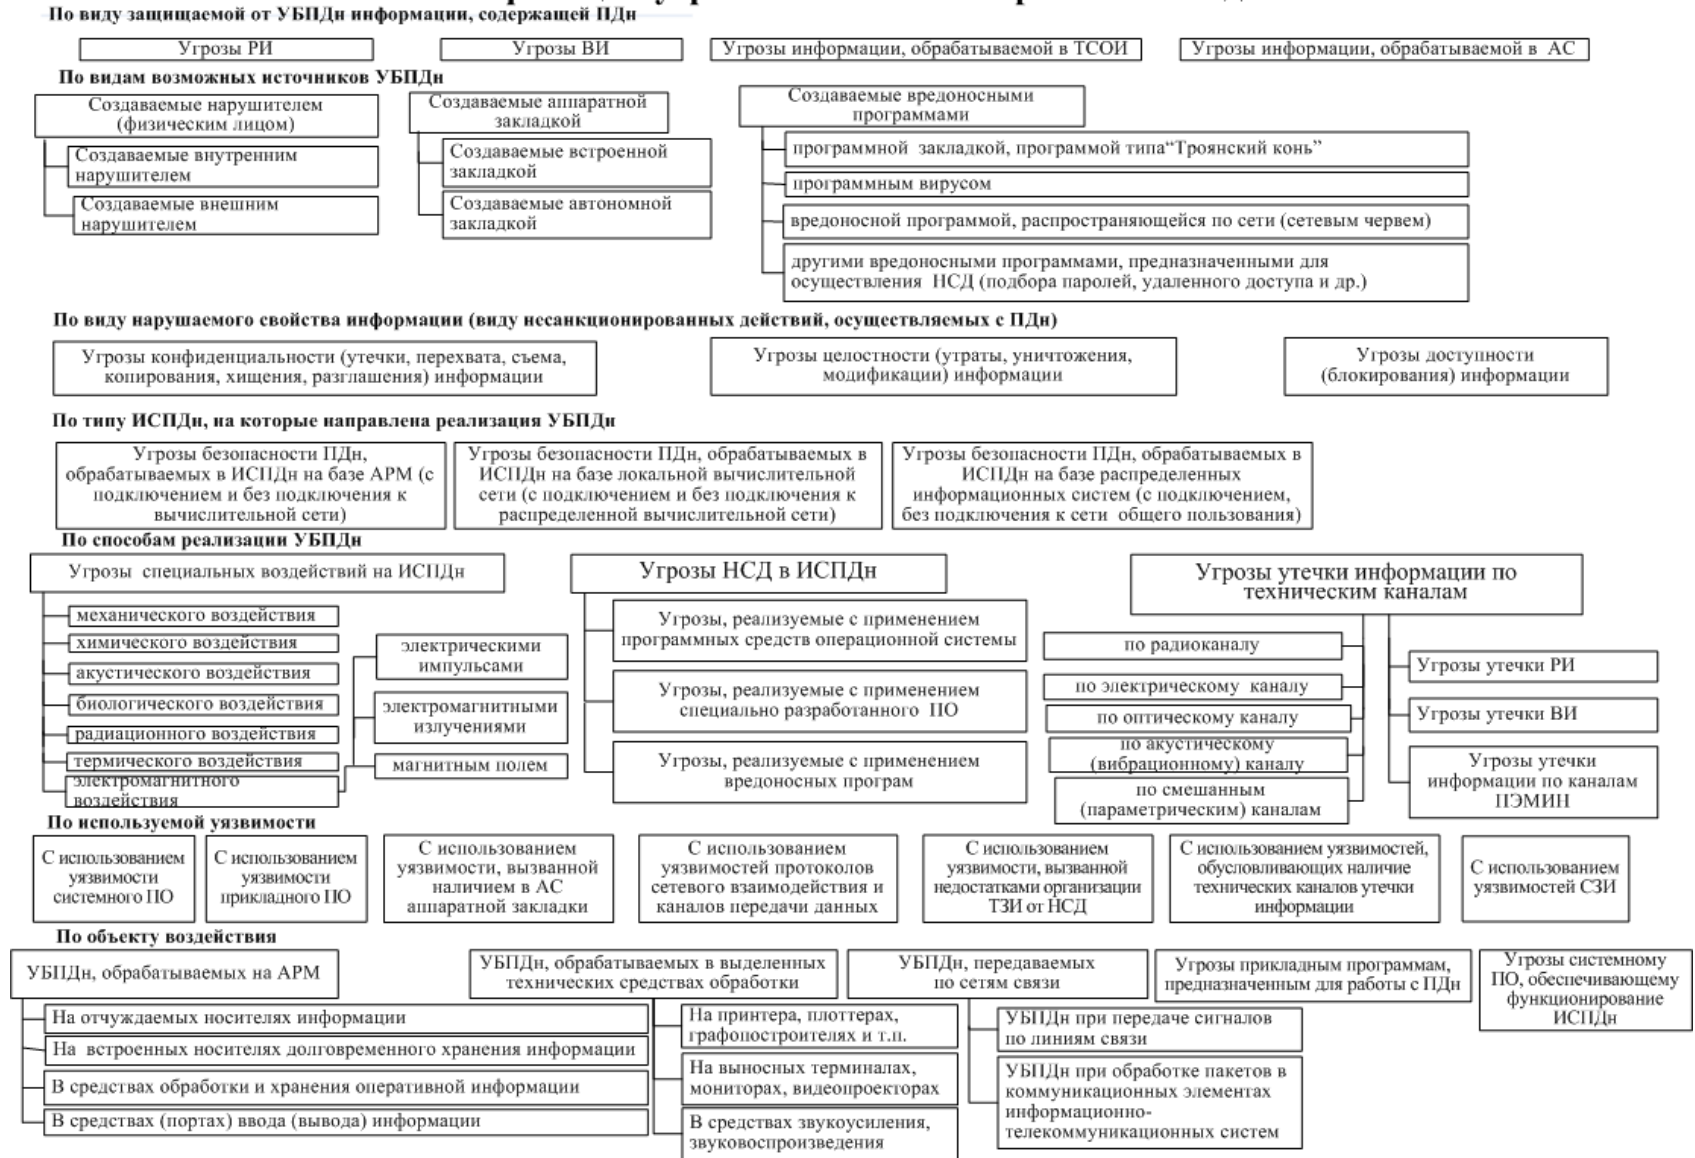 По виду защищаемой от УБПДн информации, содержащей ПДн
Угрозы РИ
Угрозы ВИ
Угрозы информации, обрабатываемой в ТСОИ
Угрозы информации, обрабатываемой в АС
По видам возможных источников УБПДн
Создаваемые нарушителем
(физическим лицом)
Создаваемые внутренним
нарушителем
Создаваемые внешним
нарушителем
Создаваемые аппаратной
закладкой
Создаваемые встроенной
закладкой
Создаваемые автономной
закладкой
Создаваемые вредоносными
программами
программной закладкой, программой типа“Троянский конь”
программным вирусом
вредоносной программой, распространяющейся по сети (сетевым червем)
другими вредоносными программами, предназначенными для
осуществления НСД (подбора паролей, удаленного доступа и др.)
По виду нарушаемого свойства информации (виду несанкционированных действий, осуществляемых с ПДн)
Угрозы конфиденциальности (утечки, перехвата, съема,
копирования, хищения, разглашения) информации
Угрозы целостности (утраты, уничтожения,
модификации) информации
Угрозы доступности
(блокирования) информации
По типу ИСПДн, на которые направлена реализация УБПДн
Угрозы безопасности ПДн,
обрабатываемых в ИСПДн на базе АРМ (с
подключением и без подключения к
вычислительной сети)
Угрозы безопасности ПДн, обрабатываемых в
ИСПДн на базе локальной вычислительной
сети (с подключением и без подключения к
распределенной вычислительной сети)
Угрозы безопасности ПДн, обрабатываемых в
ИСПДн на базе распределенных
информационных систем (с подключением,
без подключения к сети общего пользования)
По способам реализации УБПДн
Угрозы специальных воздействий на ИСПДн
механического воздействия
химического воздействия
акустического воздействия
биологического воздействия
радиационного воздействия
термического воздействия
электромагнитного
воздействия
электрическими
импульсами
электромагнитными
излучениями
магнитным полем
Угрозы НСД в ИСПДн
Угрозы, реализуемые с применением
программных средств операционной системы
Угрозы, реализуемые с применением
специально разработанного ПО
Угрозы, реализуемые с применением
вредоносных програм
Угрозы утечки информации по
техническим каналам
по радиоканалу
по электрическому каналу
по оптическому каналу
по акустическому
(вибрационному) каналу
по смешанным
(параметрическим) каналам
Угрозы утечки РИ
Угрозы утечки ВИ
Угрозы утечки
информации по каналам
ПЭМИН
По используемой уязвимости
С использованием
уязвимости
системного ПО
С использованием
уязвимости
прикладного ПО
С использованием
уязвимости, вызванной
наличием в АС
аппаратной закладки
С использованием
уязвимостей протоколов
сетевого взаимодействия и
каналов передачи данных
С использованием
уязвимости, вызванной
недостатками организации
ТЗИ от НСД
С использованием уязвимостей,
обусловливающих наличие
технических каналов утечки
информации
С использованием
уязвимостей СЗИ
По объекту воздействия
УБПДн, обрабатываемых на АРМ
На отчуждаемых носителях информации
На встроенных носителях долговременного хранения информации
В средствах обработки и хранения оперативной информации
В средствах (портах) ввода (вывода) информации
УБПДн, обрабатываемых в выделенных
технических средствах обработки
На принтера, плоттерах,
графопостроителях и т.п.
На выносных терминалах,
мониторах, видеопроекторах
В средствах звукоусиления,
звуковоспроизведения
УБПДн, передаваемых
по сетям связи
УБПДн при передаче сигналов
по линиям связи
УБПДн при обработке пакетов в
коммуникационных элементах
информационно-
телекоммуникационных систем
Угрозы прикладным программам,
предназначенным для работы с ПДн
Угрозы системному
ПО, обеспечивающему
функционирование
ИСПДн